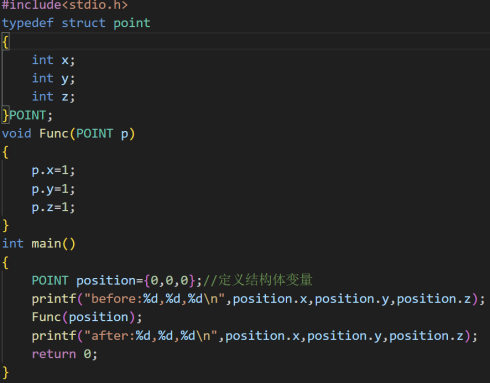 #include<stdio.h>
typedef struct point
{
    int x;
    int y;
    int z;
}POINT;
void Func(POINT p)
{
    p.x=1;
    p.y=1;
    p.z=1;
}
int main()
{
    POINT position={0,0,0};//定义结构体变量
    printf("before:%d,%d,%d\n",position.x,position.y,position.z);
    Func(position);
    printf("after:%d,%d,%d\n",position.x,position.y,position.z);
    return 0;
}